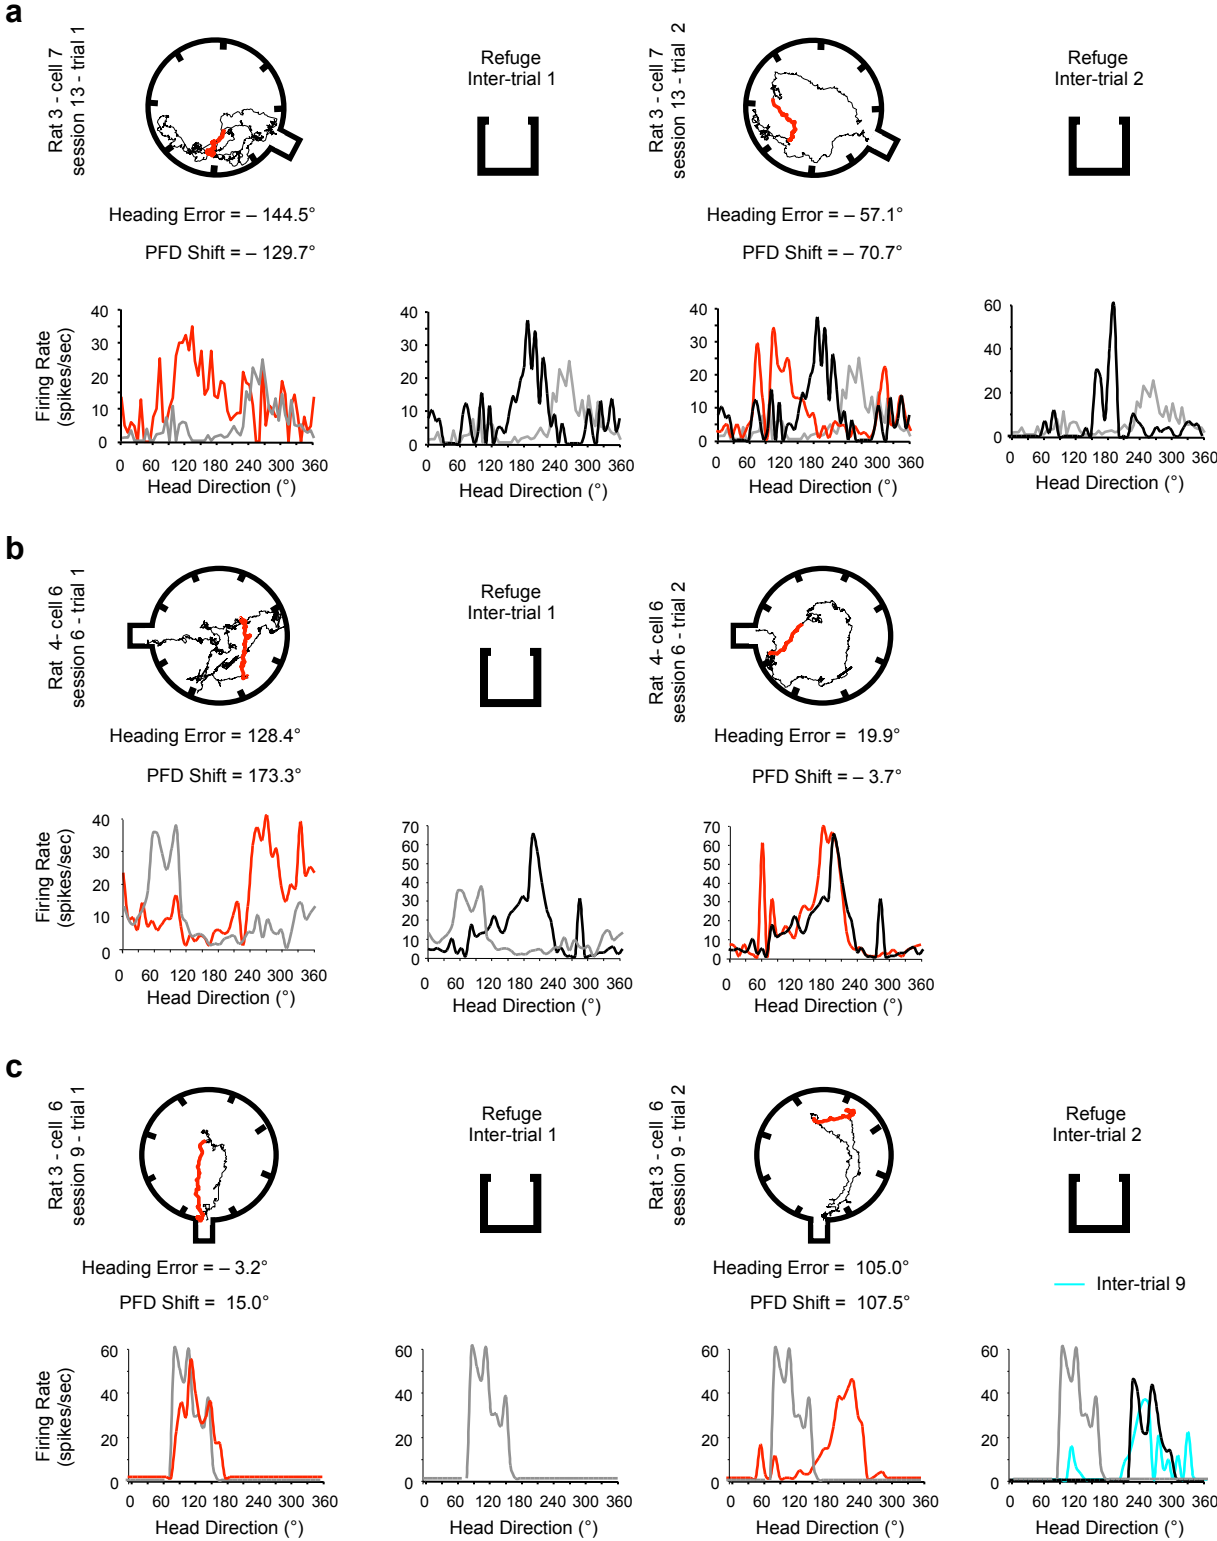 a
Rat 3 - cell 7
session 13 - trial 1
Refuge
Inter-trial 1
Rat 3 - cell 7
session 13 - trial 2
Refuge
Inter-trial 2
Heading Error = – 144.5°
PFD Shift = – 129.7°
Heading Error = – 57.1°
PFD Shift = – 70.7°
Firing Rate
(spikes/sec)
40
30
20
10
0
0 60 120 180 240 300 360
Head Direction (°)
40
30
20
10
0
0 60 120 180 240 300 360
Head Direction (°)
40
30
20
10
0
0 60 120 180 240 300 360
Head Direction (°)
60
40
20
0
0 60 120 180 240 300 360
Head Direction (°)
b
Rat 4- cell 6
session 6 - trial 1
Refuge
Inter-trial 1
Rat 4- cell 6
session 6 - trial 2
Heading Error = 128.4°
PFD Shift = 173.3°
Heading Error = 19.9°
PFD Shift = – 3.7°
Firing Rate
(spikes/sec)
40
30
20
10
0
0 60 120 180 240 300 360
Head Direction (°)
70
60
50
40
30
20
10
0
0 60 120 180 240 300 360
Head Direction (°)
70
60
50
40
30
20
10
0
0 60 120 180 240 300 360
Head Direction (°)
c
Rat 3 - cell 6
session 9 - trial 1
Refuge
Inter-trial 1
Rat 3 - cell 6
session 9 - trial 2
Refuge
Inter-trial 2
Heading Error = – 3.2°
PFD Shift = 15.0°
Heading Error = 105.0°
PFD Shift = 107.5°
Inter-trial 9
Firing Rate
(spikes/sec)
60
40
20
0
0 60 120 180 240 300 360
Head Direction (°)
60
40
20
0
0 60 120 180 240 300 360
Head Direction (°)
60
40
20
0
0 60 120 180 240 300 360
Head Direction (°)
60
40
20
0
0 60 120 180 240 300 360
Head Direction (°)